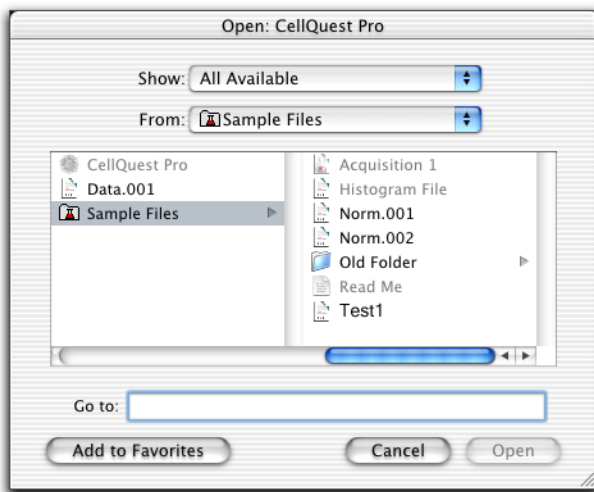 Open: CellQuest Pro
Show: All Available
From: Sample Files
CellQuest Pro
Data.001
Sample Files
Acquisition 1
Histogram File
Norm.001
Norm.002
Old Folder
Read Me
Test1
Go to:
Add to Favorites Cancel Open